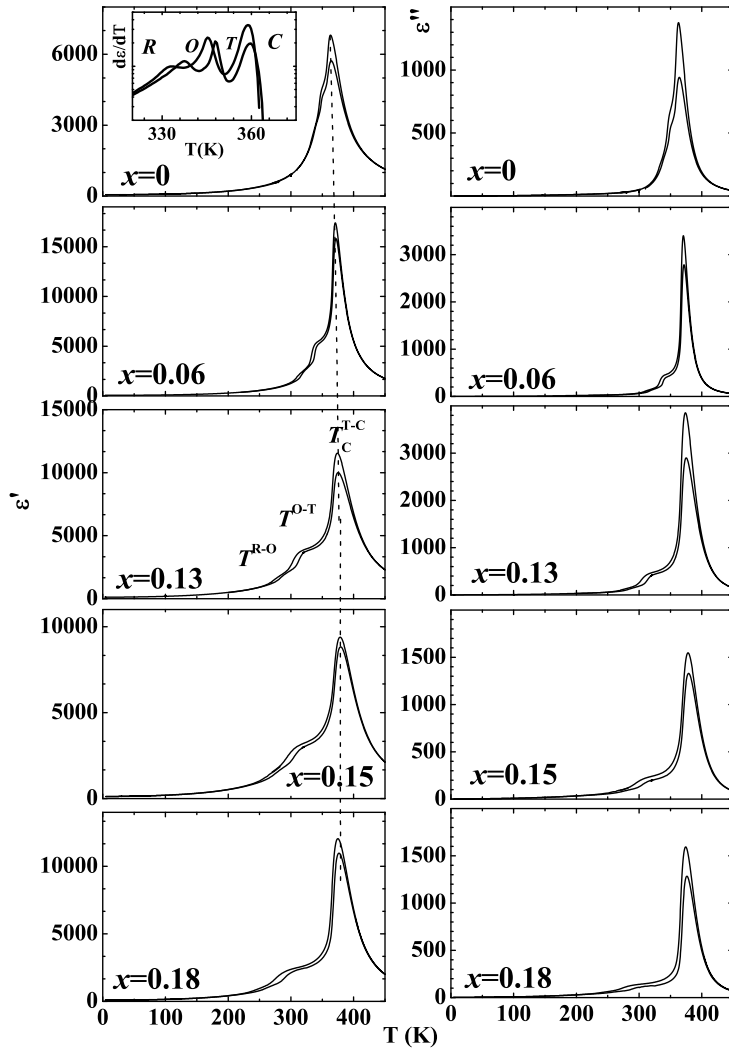 ε'
6000
3000
0
dε/dT
R O T C
330 360
T(K)
x=0
15000
10000
5000
0
x=0.06
15000
10000
5000
0
T_C^{T-C}
T^{O-T}
T^{R-O}
x=0.13
10000
5000
0
x=0.15
10000
5000
0
x=0.18
0 100 200 300 400
ε''
1000
500
x=0
3000
2000
1000
0
x=0.06
3000
2000
1000
0
x=0.13
1500
1000
500
0
x=0.15
1500
1000
500
0
x=0.18
0 100 200 300 400
T (K)